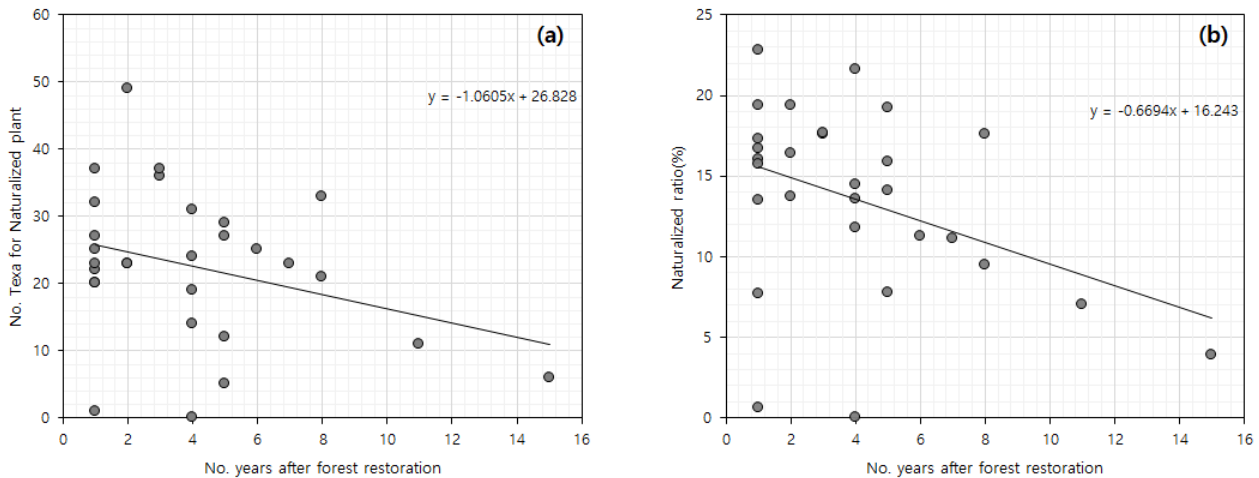 (a)
y = -1.0605x + 26.828
60
50
40
30
20
10
0
No. Texa for Naturalized plant
0 2 4 6 8 10 12 14 16
No. years after forest restoration
(b)
y = -0.6694x + 16.243
25
20
15
10
5
0
Naturalized ratio(%)
0 2 4 6 8 10 12 14 16
No. years after forest restoration